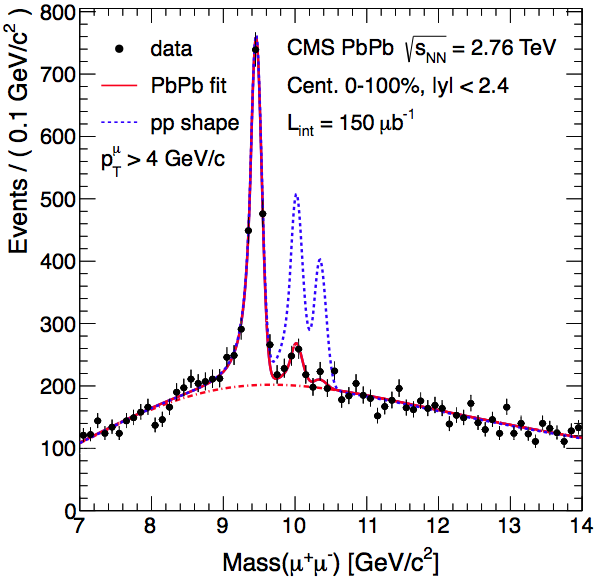 800
700
600
500
400
300
200
100
0
Events / ( 0.1 GeV/c²)
data
PbPb fit
pp shape
p_T^μ > 4 GeV/c
CMS PbPb √s_NN = 2.76 TeV
Cent. 0-100%, |y| < 2.4
L_int = 150 μb⁻¹
7 8 9 10 11 12 13 14
Mass(μ⁺μ⁻) [GeV/c²]